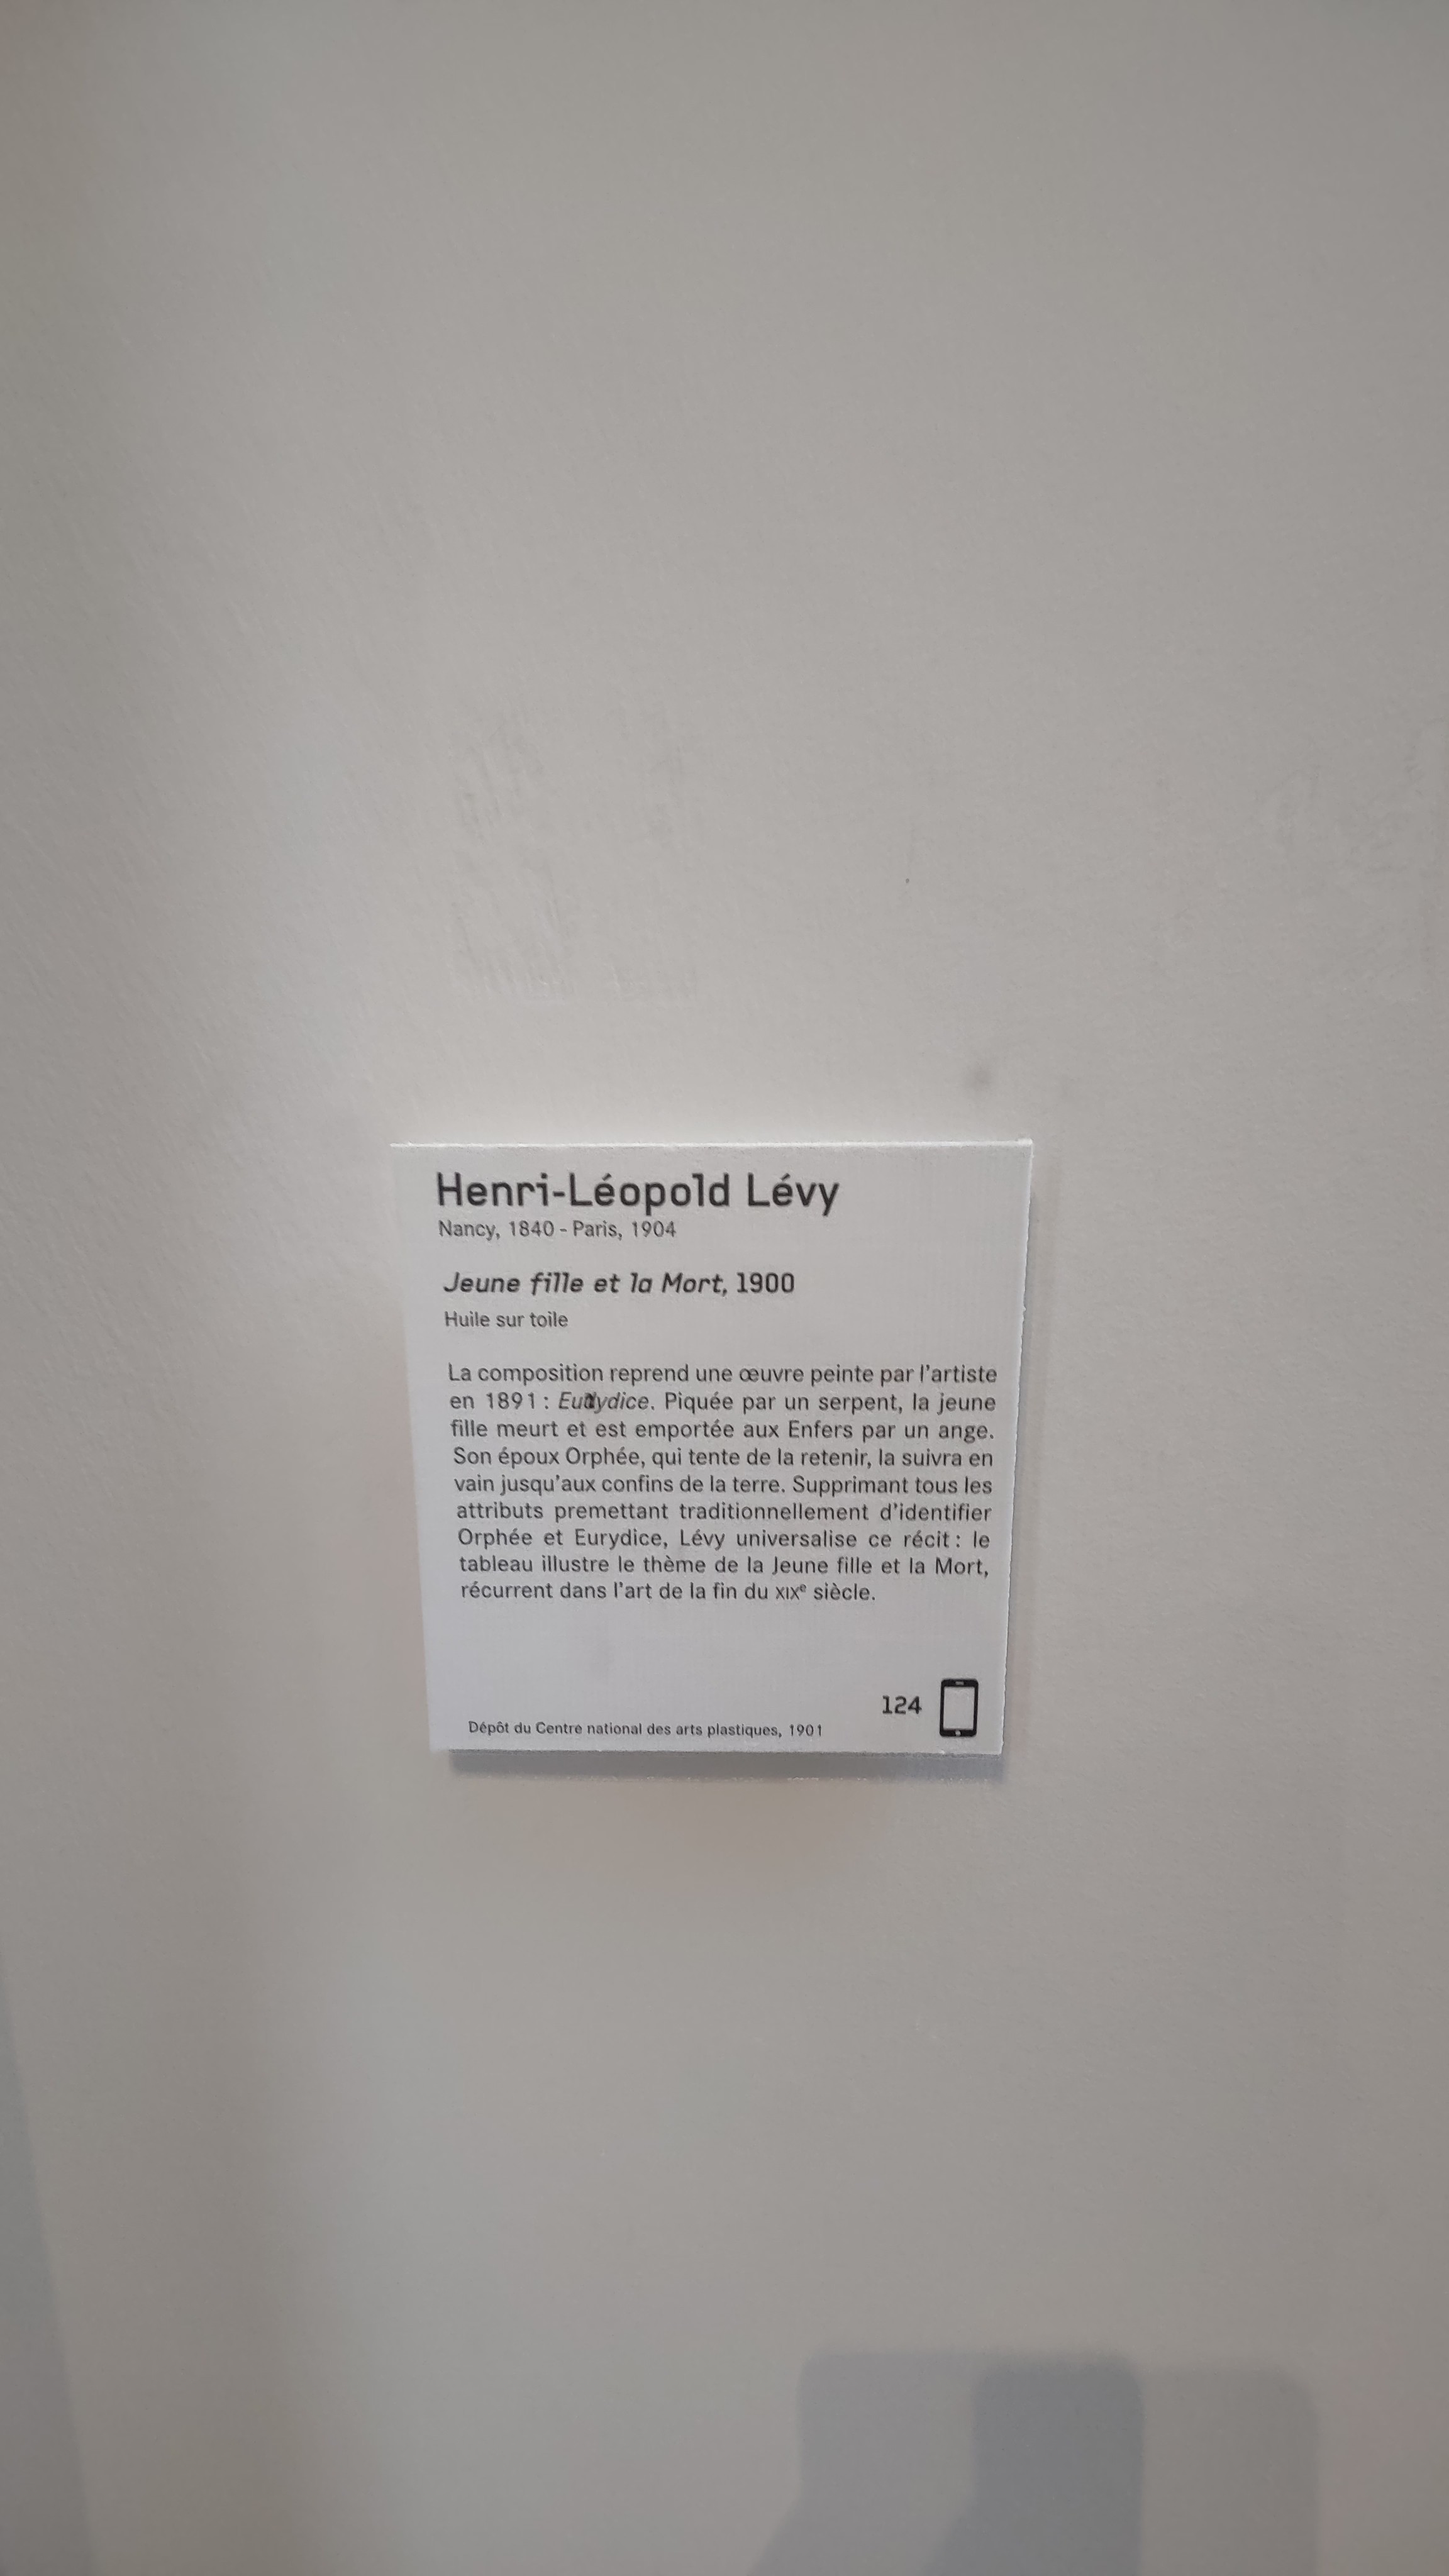 Henri-Léopold Lévy
Nancy, 1840 - Paris, 1904
Jeune fille et la Mort, 1900
Huile sur toile
La composition reprend une œuvre peinte par l'artiste
en 1891 : Eurydice. Piquée par un serpent, la jeune
fille meurt et est emportée aux Enfers par un ange.
Son époux Orphée, qui tente de la retenir, la suivra en
vain jusqu'aux confins de la terre. Supprimant tous les
attributs premettant traditionnellement d'identifier
Orphée et Eurydice, Lévy universalise ce récit : le
tableau illustre le thème de la Jeune fille et la Mort,
récurrent dans l'art de la fin du XIXe siècle.
124
Dépôt du Centre national des arts plastiques, 1901